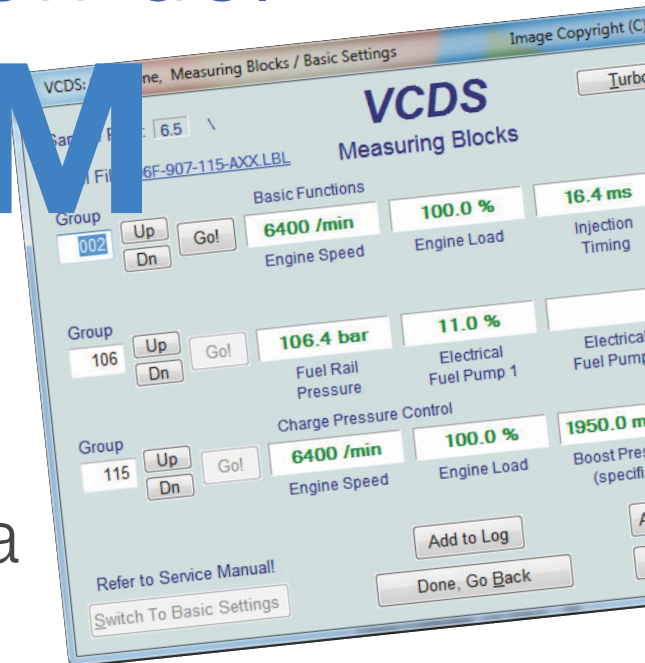 M
VCDS: ne, Measuring Blocks / Basic Settings
Image Copyright (C)
6.5 \
VCDS
Measuring Blocks
Turbo
6F-907-115-AXX.LBL
Group
002
Up
Dn
Go!
Basic Functions
6400 /min
Engine Speed
100.0 %
Engine Load
16.4 ms
Injection
Timing
Group
106
Up
Dn
Go!
106.4 bar
Fuel Rail
Pressure
11.0 %
Electrical
Fuel Pump 1
Electrical
Fuel Pump
Group
115
Up
Dn
Go!
Charge Pressure Control
6400 /min
Engine Speed
100.0 %
Engine Load
1950.0 m
Boost Pres
(specifi
a
Refer to Service Manual!
Switch To Basic Settings
Add to Log
Done, Go Back